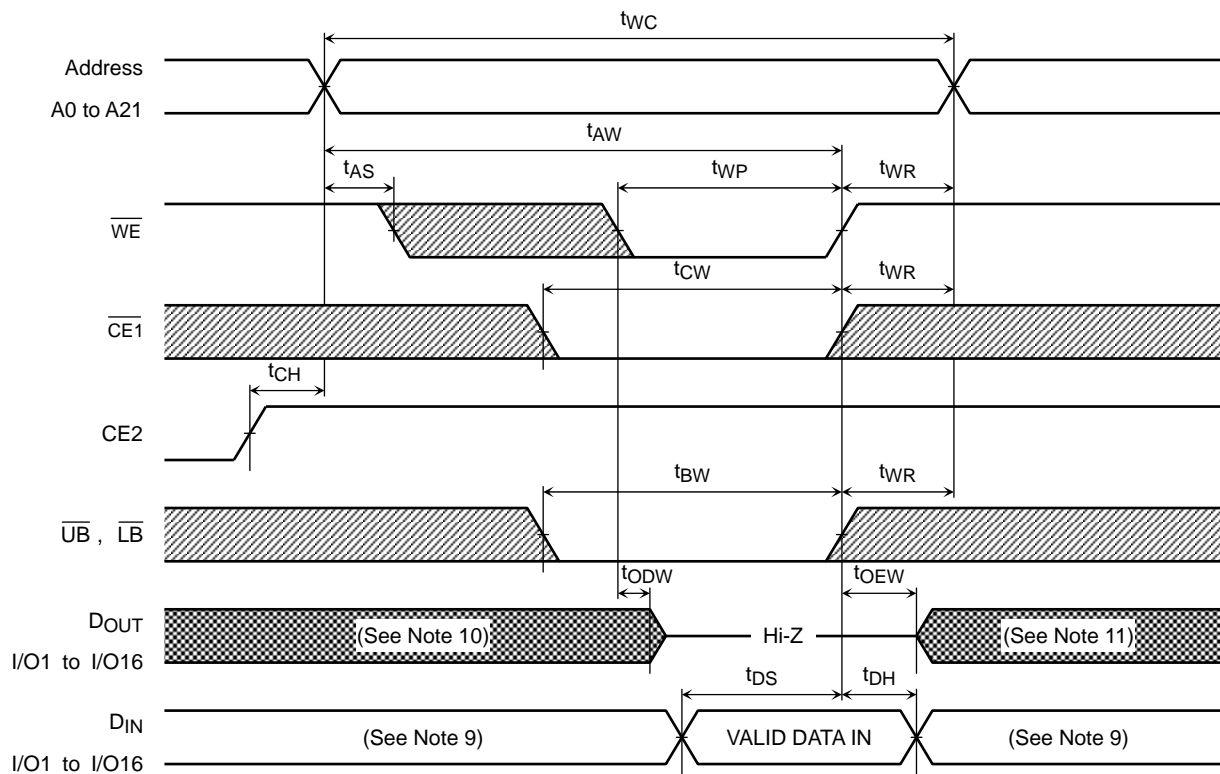 tWC
Address
A0 to A21
tAW
tAS
tWP
tWR
WE
tCW
tWR
CE1
tCH
CE2
tBW
tWR
UB , LB
tODW
tOEW
DOUT
(See Note 10)
Hi-Z
(See Note 11)
I/O1 to I/O16
tDS
tDH
DIN
(See Note 9)
VALID DATA IN
(See Note 9)
I/O1 to I/O16